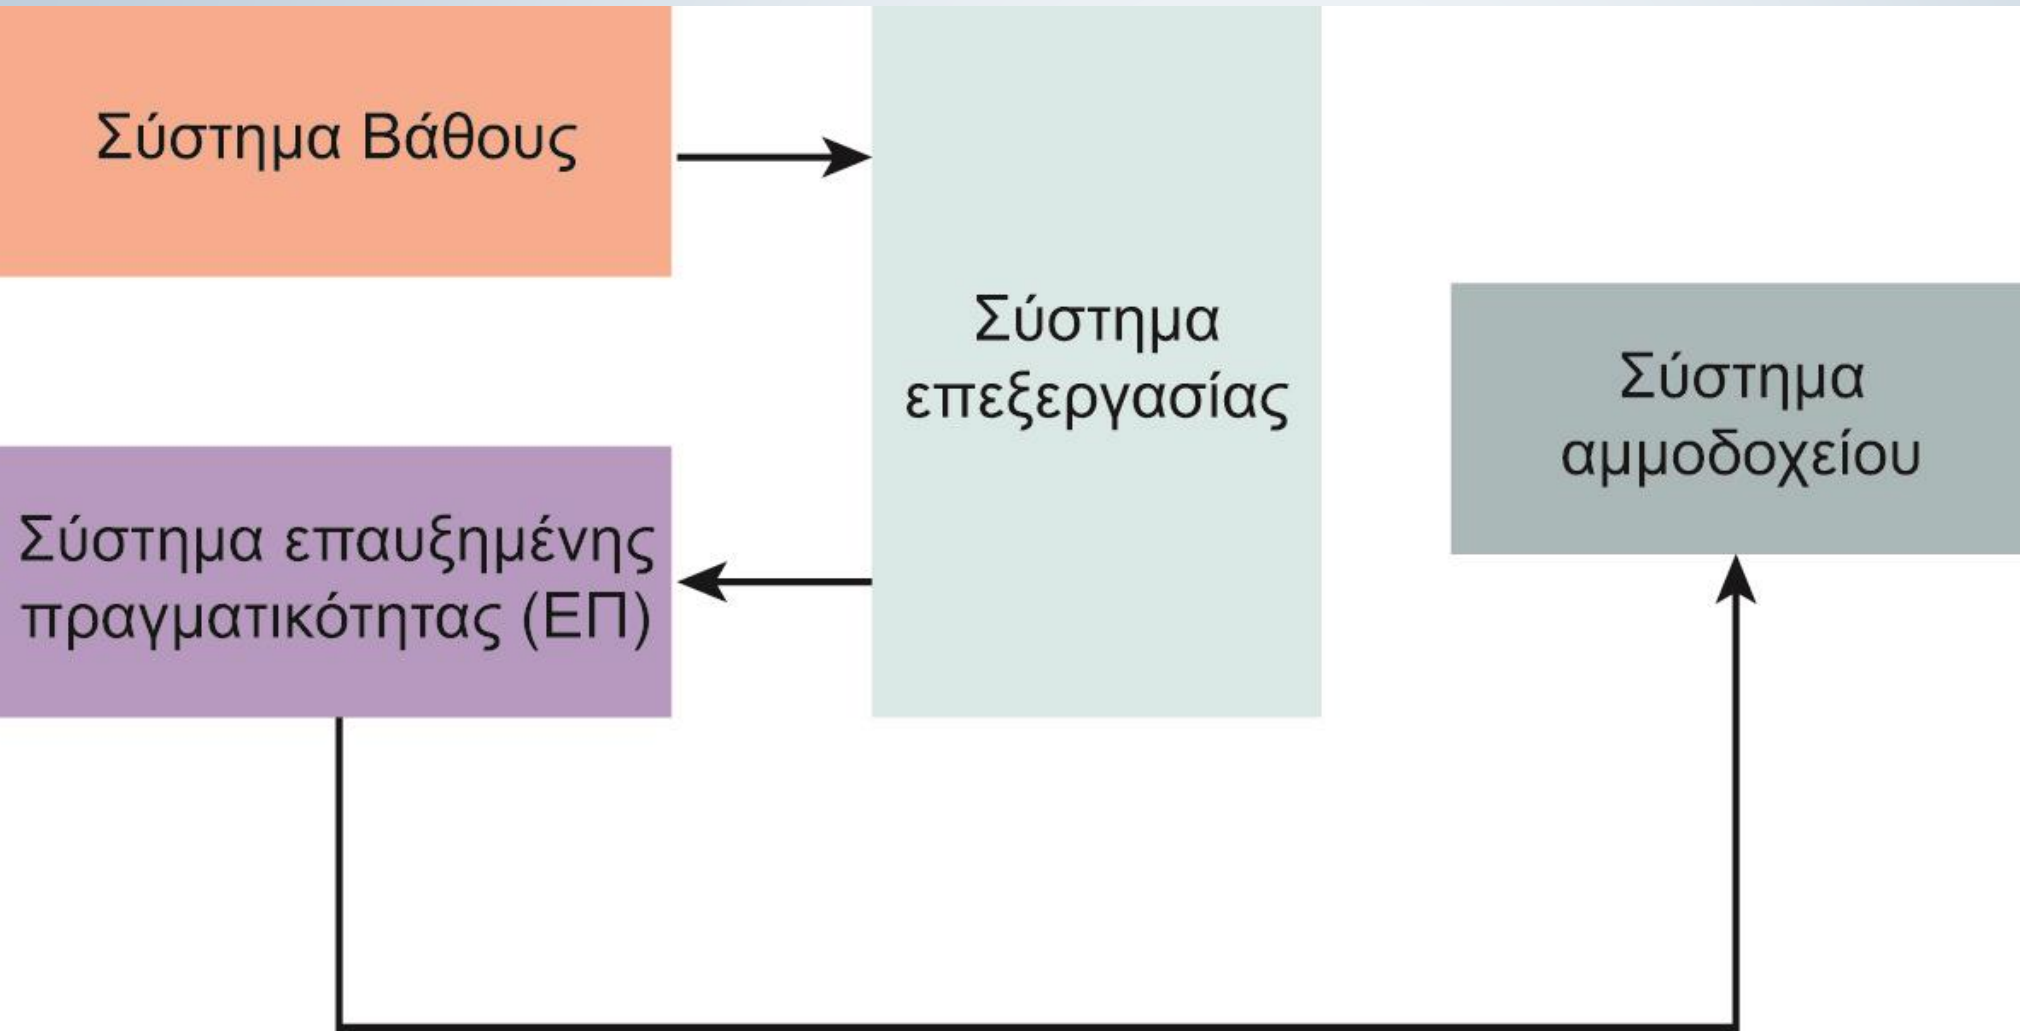 Σύστημα Βάθους
Σύστημα
επεξεργασίας
Σύστημα
αμμοδοχείου
Σύστημα επαυξημένης
πραγματικότητας (ΕΠ)